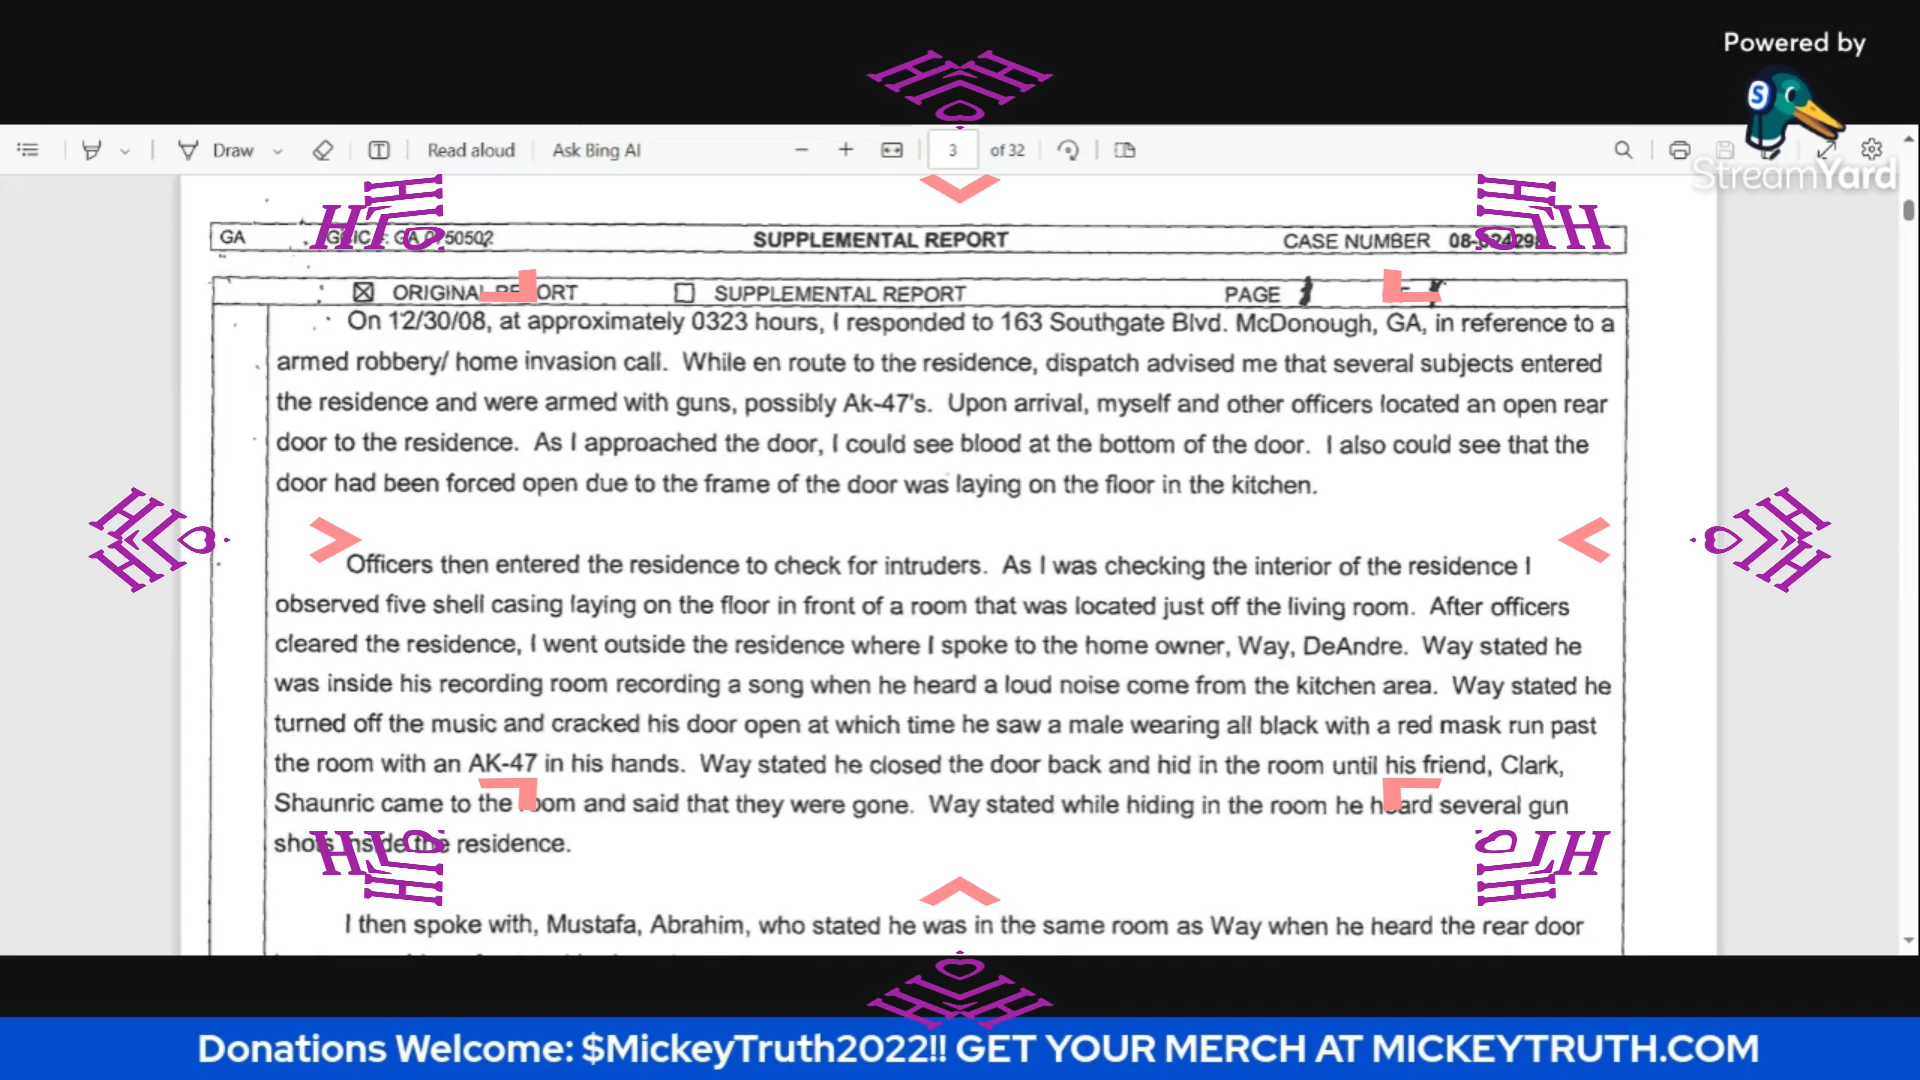 Powered by
StreamYard
Draw
Read aloud
Ask Bing AI
3 of 32
GA
SUPPLEMENTAL REPORT
CASE NUMBER
ORIGINAL REPORT
SUPPLEMENTAL REPORT
PAGE
On 12/30/08, at approximately 0323 hours, I responded to 163 Southgate Blvd. McDonough, GA, in reference to a
armed robbery/ home invasion call. While en route to the residence, dispatch advised me that several subjects entered
the residence and were armed with guns, possibly Ak-47's. Upon arrival, myself and other officers located an open rear
door to the residence. As I approached the door, I could see blood at the bottom of the door. I also could see that the
door had been forced open due to the frame of the door was laying on the floor in the kitchen.
Officers then entered the residence to check for intruders. As I was checking the interior of the residence I
observed five shell casing laying on the floor in front of a room that was located just off the living room. After officers
cleared the residence, I went outside the residence where I spoke to the home owner, Way, DeAndre. Way stated he
was inside his recording room recording a song when he heard a loud noise come from the kitchen area. Way stated he
turned off the music and cracked his door open at which time he saw a male wearing all black with a red mask run past
the room with an AK-47 in his hands. Way stated he closed the door back and hid in the room until his friend, Clark,
Shaunric came to the room and said that they were gone. Way stated while hiding in the room he heard several gun
shots inside the residence.
I then spoke with, Mustafa, Abrahim, who stated he was in the same room as Way when he heard the rear door
Donations Welcome: $MickeyTruth2022!! GET YOUR MERCH AT MICKEYTRUTH.COM